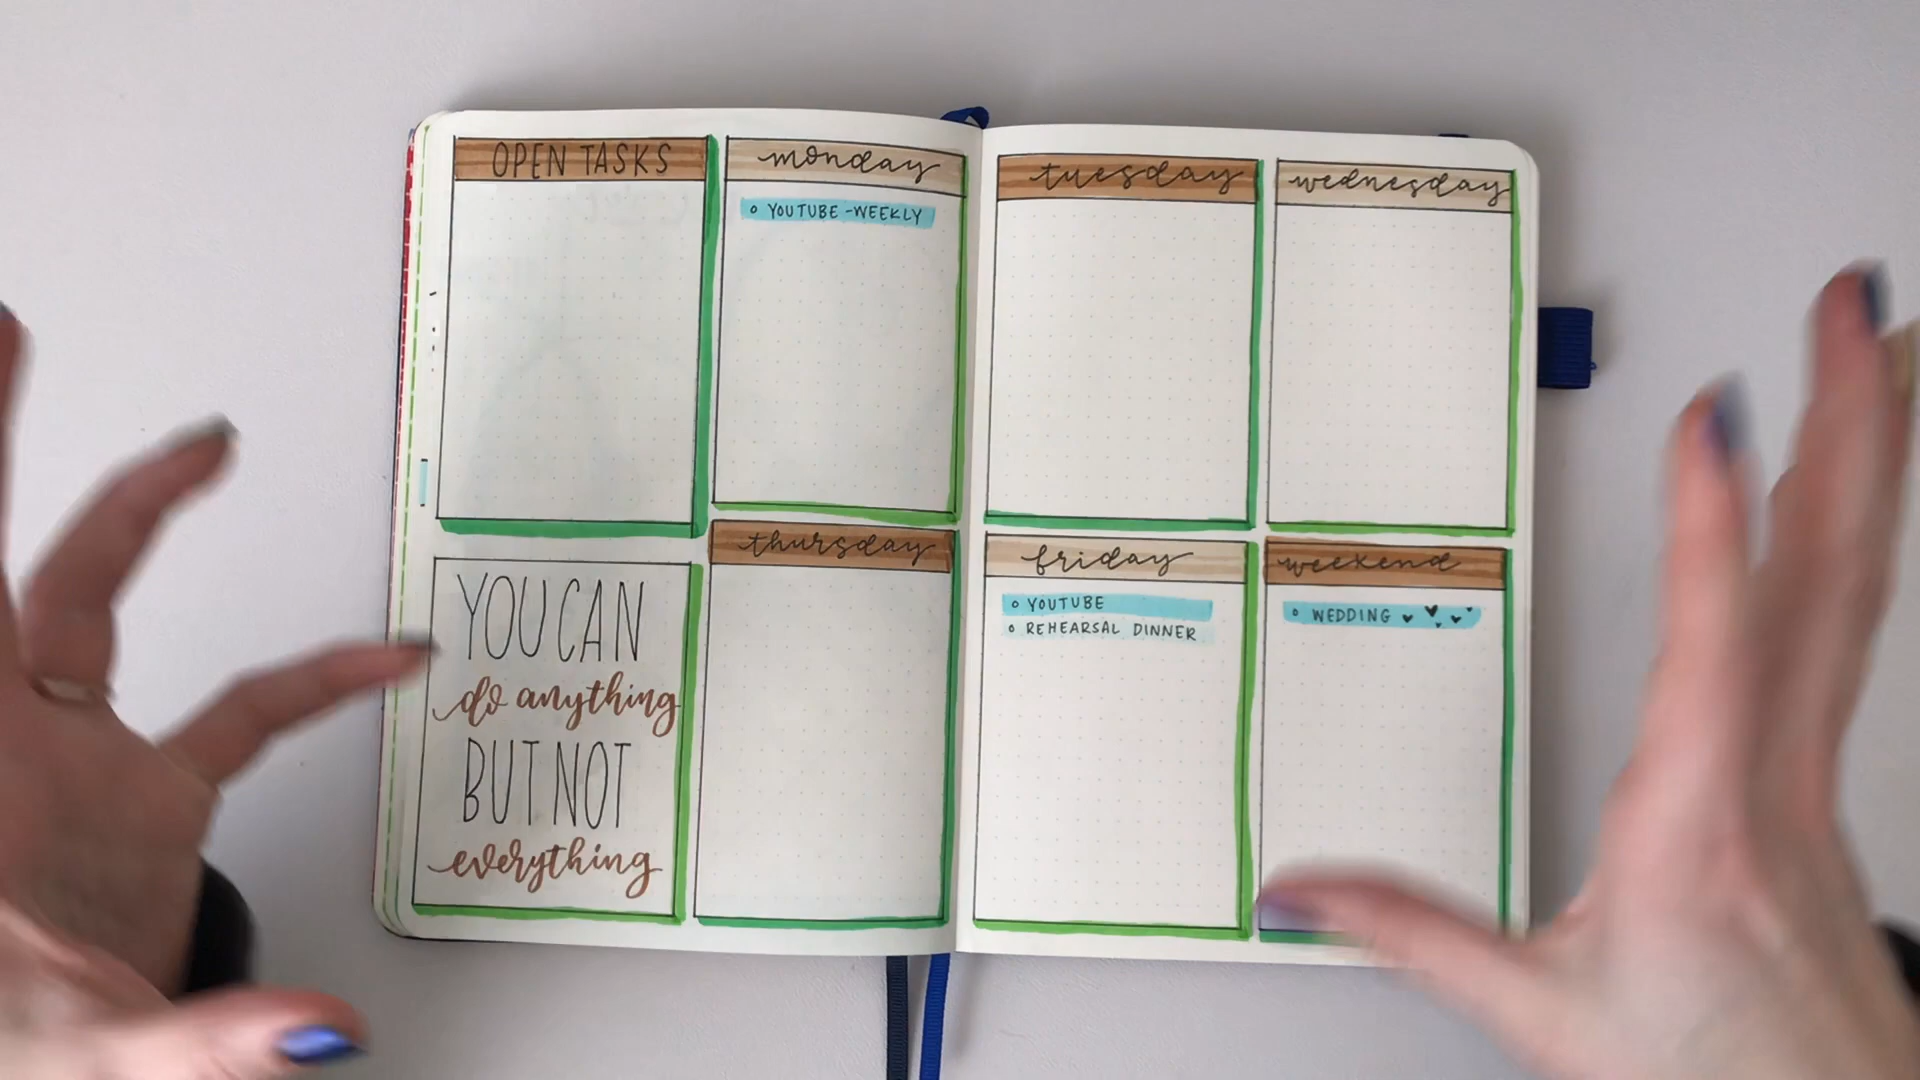 OPEN TASKS
monday
○ YOUTUBE - WEEKLY
tuesday
wednesday
YOU CAN
do anything
BUT NOT
everything
thursday
friday
○ YOUTUBE
○ REHEARSAL DINNER
weekend
○ WEDDING ♥ ♥ ♥ ♥ ♥